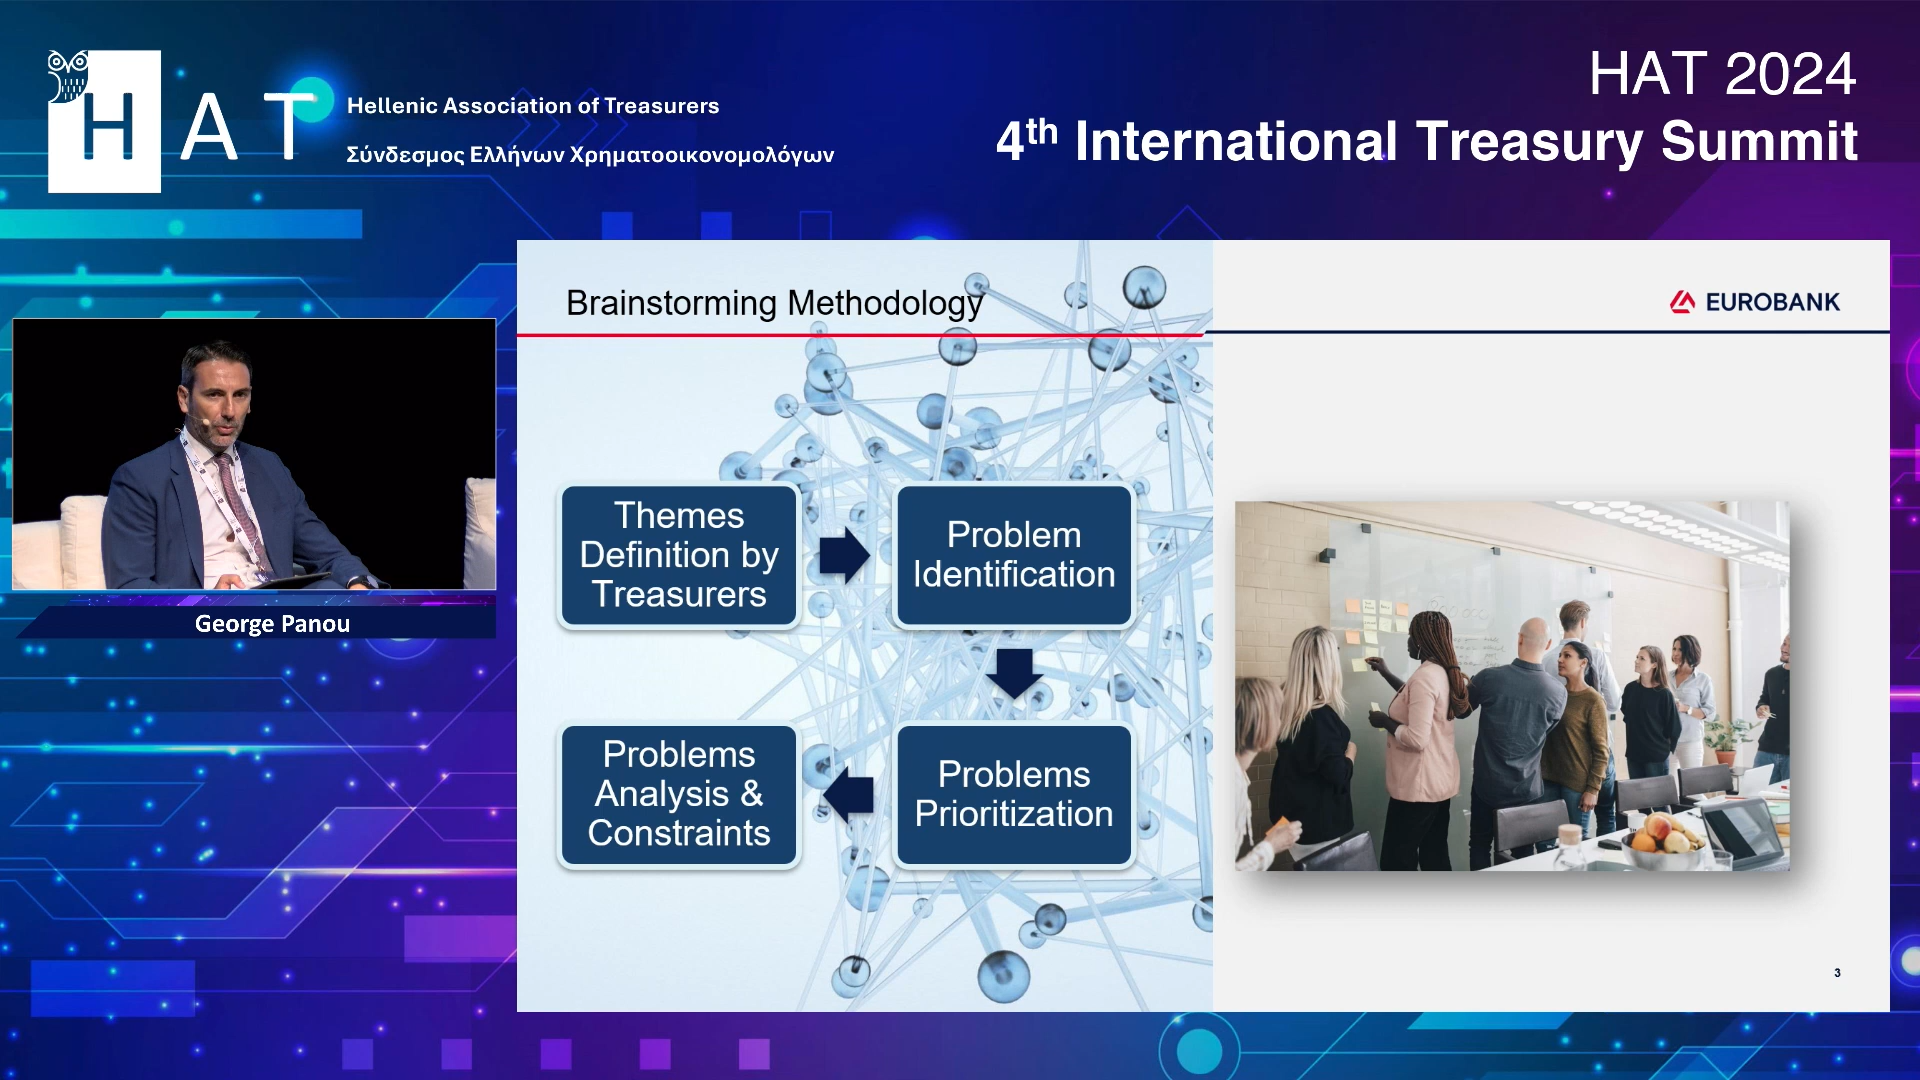 HAT
Hellenic Association of Treasurers
Σύνδεσμος Ελλήνων Χρηματοοικονομολόγων
HAT 2024
4th International Treasury Summit
George Panou
Brainstorming Methodology
EUROBANK
Themes
Definition by
Treasurers
Problem
Identification
Problems
Prioritization
Problems
Analysis &
Constraints
3